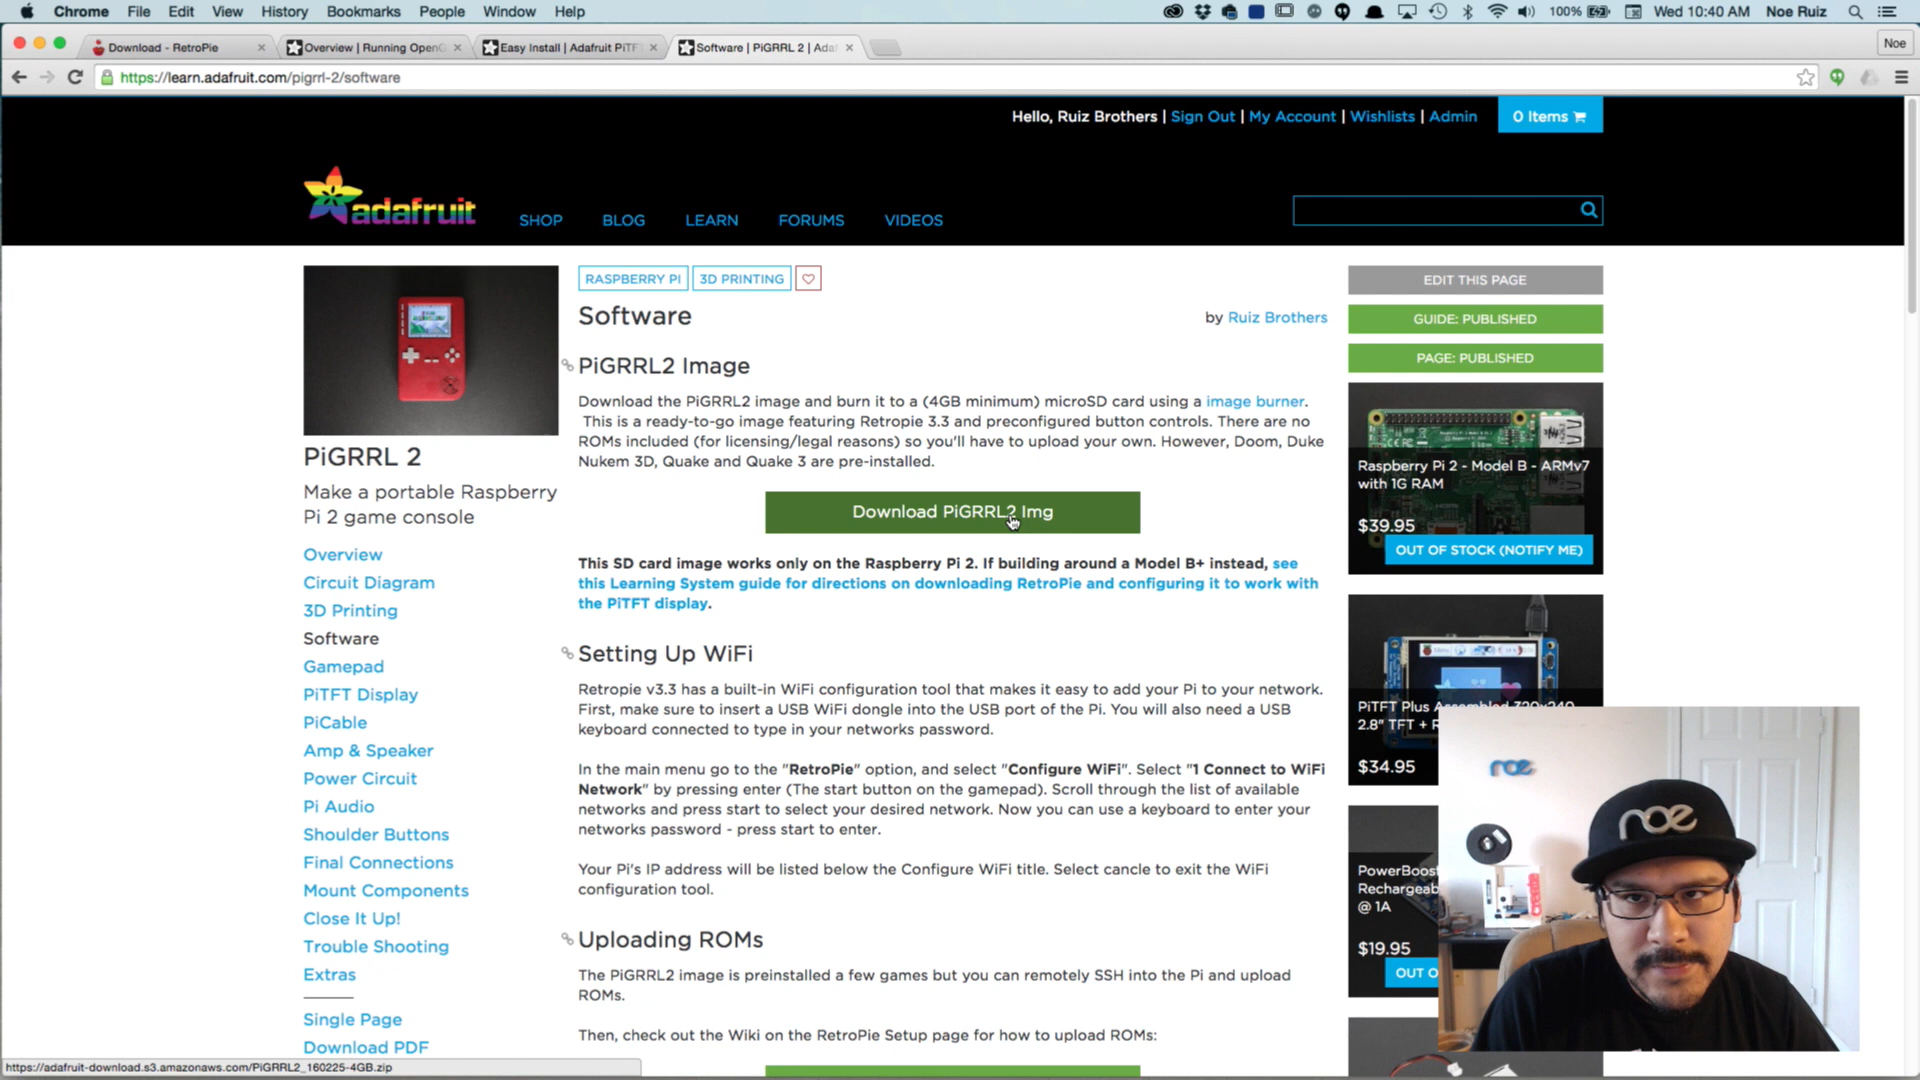 Chrome File Edit View History Bookmarks People Window Help
100% Wed 10:40 AM Noe Ruiz
Download - RetroPie
Overview | Running OpenG
Easy Install | Adafruit PiTF
Software | PiGRRL 2 | Ada
Noe
https://learn.adafruit.com/pigrrl-2/software
Hello, Ruiz Brothers | Sign Out | My Account | Wishlists | Admin
0 Items
adafruit
SHOP BLOG LEARN FORUMS VIDEOS
PiGRRL 2
Make a portable Raspberry
Pi 2 game console
Overview
Circuit Diagram
3D Printing
Software
Gamepad
PiTFT Display
PiCable
Amp & Speaker
Power Circuit
Pi Audio
Shoulder Buttons
Final Connections
Mount Components
Close It Up!
Trouble Shooting
Extras
Single Page
Download PDF
RASPBERRY PI
3D PRINTING
Software
by Ruiz Brothers
PiGRRL2 Image
Download the PiGRRL2 image and burn it to a (4GB minimum) microSD card using a image burner.
This is a ready-to-go image featuring Retropie 3.3 and preconfigured button controls. There are no
ROMs included (for licensing/legal reasons) so you'll have to upload your own. However, Doom, Duke
Nukem 3D, Quake and Quake 3 are pre-installed.
Download PiGRRL2 Img
This SD card image works only on the Raspberry Pi 2. If building around a Model B+ instead, see
this Learning System guide for directions on downloading RetroPie and configuring it to work with
the PiTFT display.
Setting Up WiFi
Retropie v3.3 has a built-in WiFi configuration tool that makes it easy to add your Pi to your network.
First, make sure to insert a USB WiFi dongle into the USB port of the Pi. You will also need a USB
keyboard connected to type in your networks password.
In the main menu go to the "RetroPie" option, and select "Configure WiFi". Select "1 Connect to WiFi
Network" by pressing enter (The start button on the gamepad). Scroll through the list of available
networks and press start to select your desired network. Now you can use a keyboard to enter your
networks password - press start to enter.
Your Pi's IP address will be listed below the Configure WiFi title. Select cancle to exit the WiFi
configuration tool.
Uploading ROMs
The PiGRRL2 image is preinstalled a few games but you can remotely SSH into the Pi and upload
ROMs.
Then, check out the Wiki on the RetroPie Setup page for how to upload ROMs:
EDIT THIS PAGE
GUIDE: PUBLISHED
PAGE: PUBLISHED
Raspberry Pi 2 - Model B - ARMv7
with 1G RAM
$39.95
OUT OF STOCK (NOTIFY ME)
PiTFT Plus Assembled 320x240
2.8" TFT + R
$34.95
PowerBoost
Rechargeab
@ 1A
$19.95
OUT O
noe
noe
https://adafruit-download.s3.amazonaws.com/PiGRRL2_160225-4GB.zip